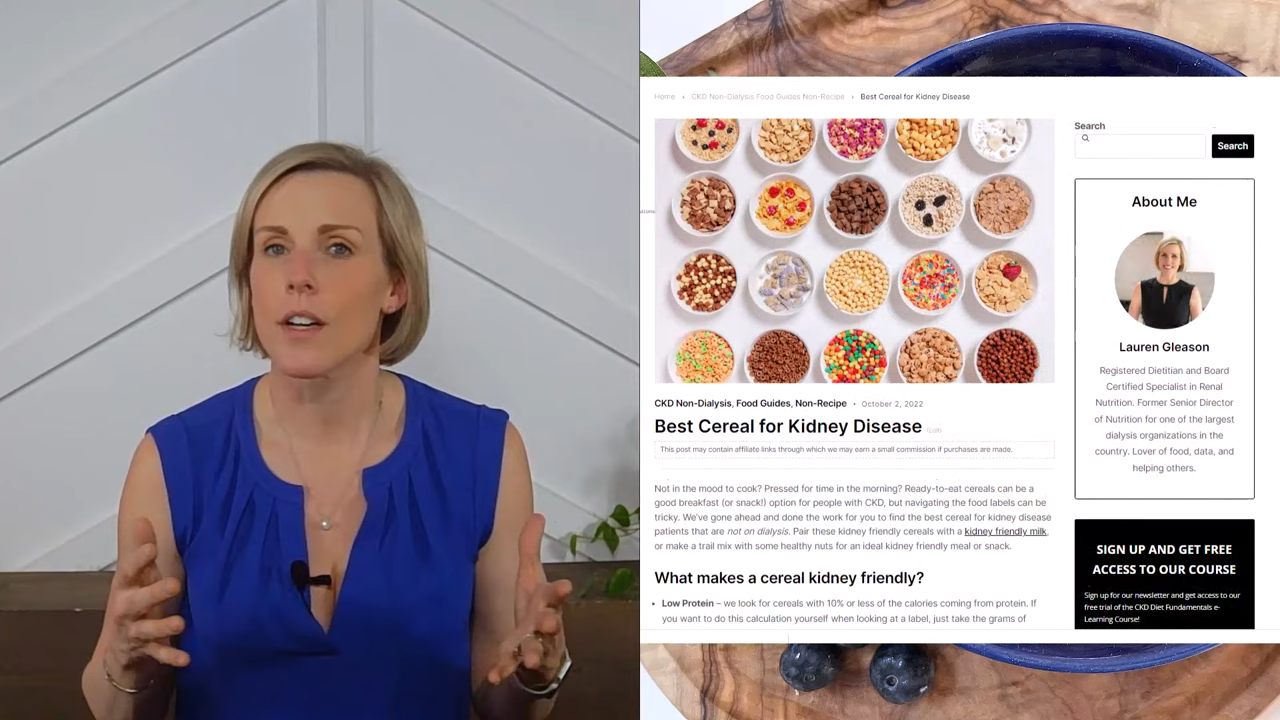 Home › CKD Non-Dialysis Food Guides Non-Recipe › Best Cereal for Kidney Disease
Search
Search
About Me
Lauren Gleason
Registered Dietitian and Board
Certified Specialist in Renal
Nutrition. Former Senior Director
of Nutrition for one of the largest
dialysis organizations in the
country. Lover of food, data, and
helping others.
CKD Non-Dialysis, Food Guides, Non-Recipe • October 2, 2022
Best Cereal for Kidney Disease
This post may contain affiliate links through which we may earn a small commission if purchases are made.
Not in the mood to cook? Pressed for time in the morning? Ready-to-eat cereals can be a
good breakfast (or snack!) option for people with CKD, but navigating the food labels can be
tricky. We've gone ahead and done the work for you to find the best cereal for kidney disease
patients that are not on dialysis. Pair these kidney friendly cereals with a kidney friendly milk,
or make a trail mix with some healthy nuts for an ideal kidney friendly meal or snack.
What makes a cereal kidney friendly?
• Low Protein – we look for cereals with 10% or less of the calories coming from protein. If
you want to do this calculation yourself when looking at a label, just take the grams of
SIGN UP AND GET FREE
ACCESS TO OUR COURSE
Sign up for our newsletter and get access to our
free trial of the CKD Diet Fundamentals e-
Learning Course!